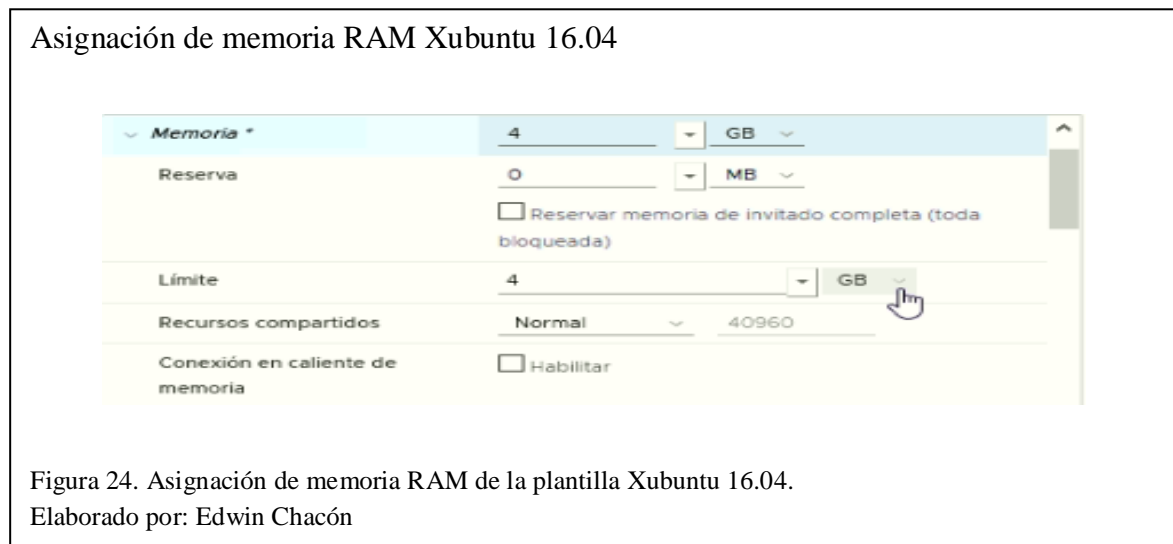 Asignación de memoria RAM Xubuntu 16.04
Memoria * 4 GB
Reserva 0 MB
Reservar memoria de invitado completa (toda
bloqueada)
Límite 4 GB
Recursos compartidos Normal 40960
Conexión en caliente de Habilitar
memoria
Figura 24. Asignación de memoria RAM de la plantilla Xubuntu 16.04.
Elaborado por: Edwin Chacón